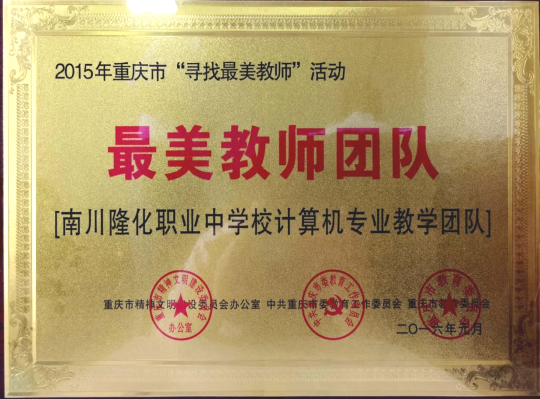 2015年重庆市“寻找最美教师”活动
最美教师团队
[南川隆化职业中学校计算机专业教学团队]
重庆市精神文明建设委员会办公室 中共重庆市委教育工作委员会 重庆市教育委员会
办公室
二〇一六年元月